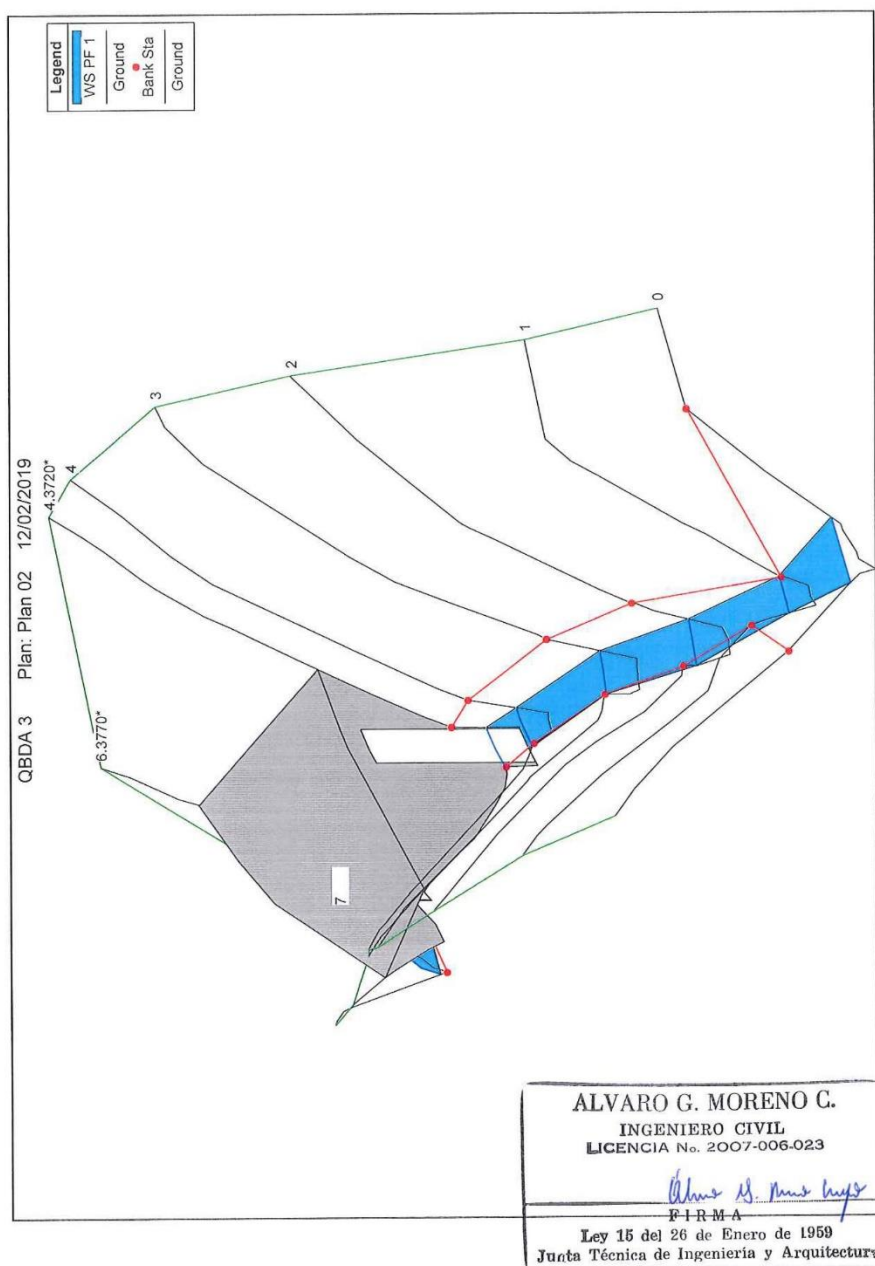 QBDA 3 Plan: Plan 02 12/02/2019
Legend
WS PF 1
Ground
Bank Sta
Ground
0
1
2
3
4
4.3720*
6.3770*
7
ALVARO G. MORENO C.
INGENIERO CIVIL
LICENCIA No. 2007-006-023
FIRMA
Ley 15 del 26 de Enero de 1959
Junta Técnica de Ingeniería y Arquitectura